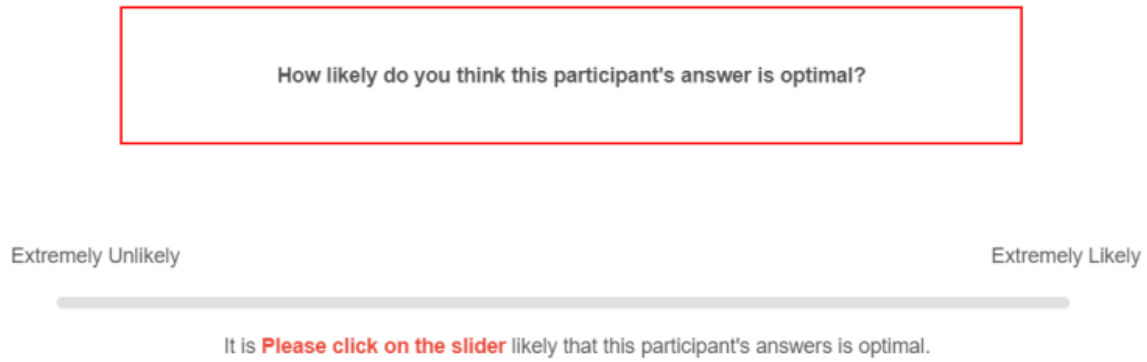 How likely do you think this participant's answer is optimal?
Extremely Unlikely
Extremely Likely
It is Please click on the slider likely that this participant's answers is optimal.